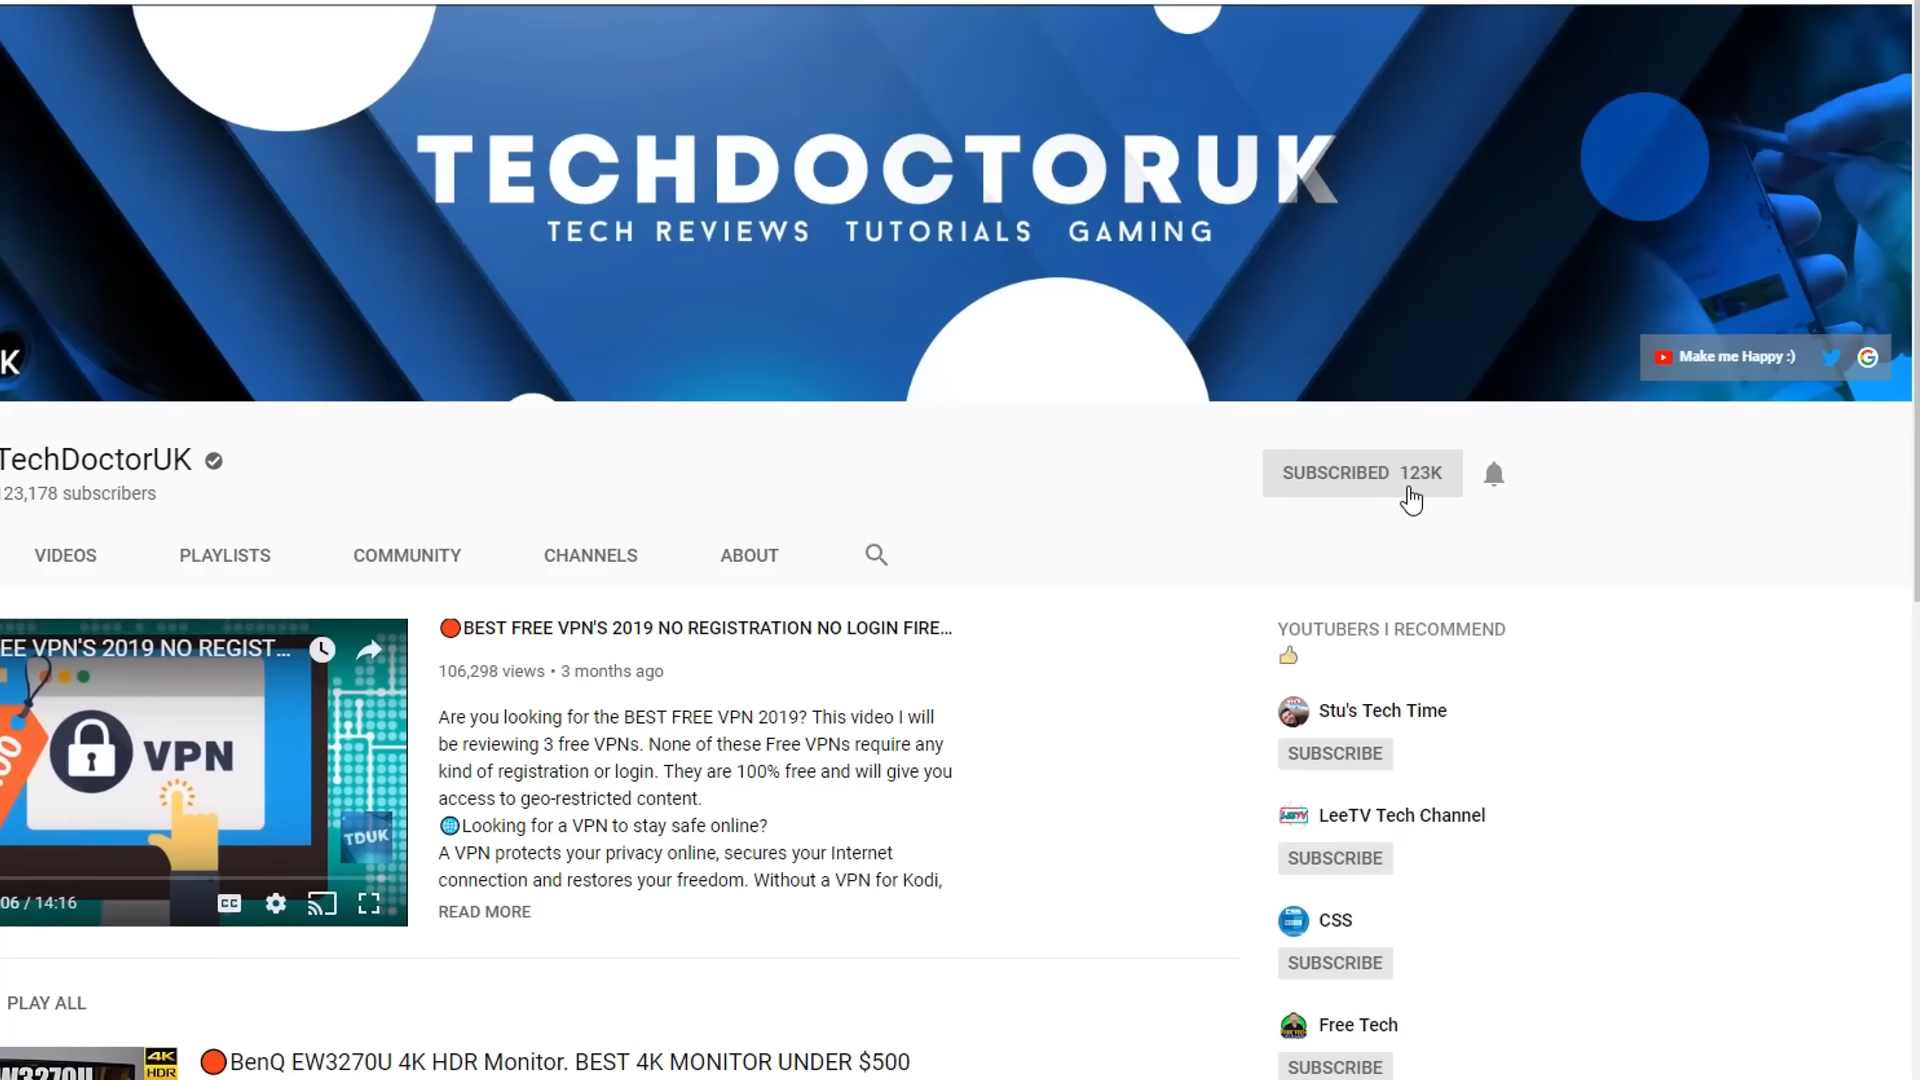 TECHDOCTORUK
TECH REVIEWS TUTORIALS GAMING
K
Make me Happy :)
TechDoctorUK
123,178 subscribers
SUBSCRIBED 123K
VIDEOS
PLAYLISTS
COMMUNITY
CHANNELS
ABOUT
EE VPN'S 2019 NO REGIST...
VPN
00
TDUK
06 / 14:16
CC
BEST FREE VPN'S 2019 NO REGISTRATION NO LOGIN FIRE...
106,298 views • 3 months ago
Are you looking for the BEST FREE VPN 2019? This video I will
be reviewing 3 free VPNs. None of these Free VPNs require any
kind of registration or login. They are 100% free and will give you
access to geo-restricted content.
Looking for a VPN to stay safe online?
A VPN protects your privacy online, secures your Internet
connection and restores your freedom. Without a VPN for Kodi,
READ MORE
YOUTUBERS I RECOMMEND
Stu's Tech Time
SUBSCRIBE
LEETV
LeeTV Tech Channel
SUBSCRIBE
CSS
CSS
SUBSCRIBE
Free Tech
SUBSCRIBE
PLAY ALL
W3270U
4K
HDR
BenQ EW3270U 4K HDR Monitor. BEST 4K MONITOR UNDER $500